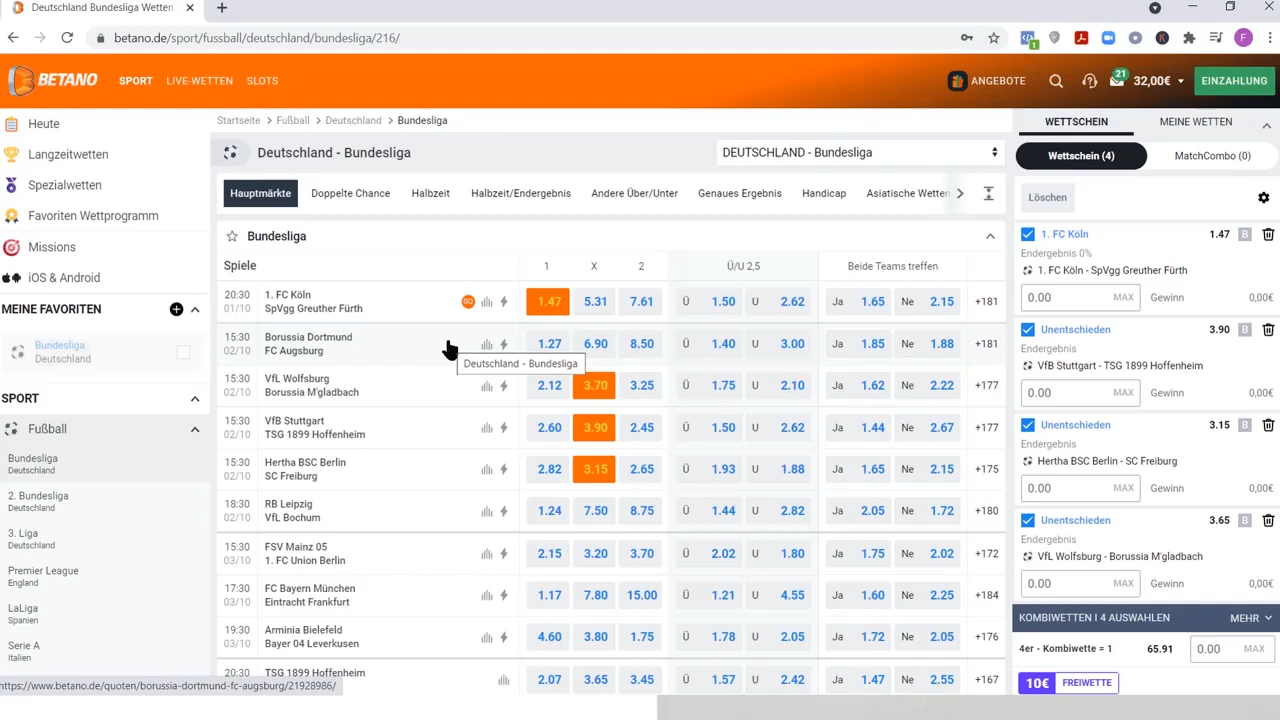 Deutschland Bundesliga Wetten
betano.de/sport/fussball/deutschland/bundesliga/216/
1
F
BETANO
SPORT
LIVE-WETTEN
SLOTS
ANGEBOTE
21
32,00€
EINZAHLUNG
Heute
Langzeitwetten
Spezialwetten
Favoriten Wettprogramm
Missions
iOS & Android
MEINE FAVORITEN
Bundesliga
Deutschland
SPORT
Fußball
Bundesliga
Deutschland
2. Bundesliga
Deutschland
3. Liga
Deutschland
Premier League
England
LaLiga
Spanien
Serie A
Italien
https://www.betano.de/quoten/borussia-dortmund-fc-augsburg/21928986/
Startseite > Fußball > Deutschland > Bundesliga
Deutschland - Bundesliga
DEUTSCHLAND - Bundesliga
Hauptmärkte Doppelte Chance Halbzeit Halbzeit/Endergebnis Andere Über/Unter Genaues Ergebnis Handicap Asiatische Wetten
Bundesliga
Spiele 1 X 2 Ü/U 2,5 Beide Teams treffen
20:30 1. FC Köln
01/10 SpVgg Greuther Fürth
SQ 1.47 5.31 7.61 Ü 1.50 U 2.62 Ja 1.65 Ne 2.15 +181
15:30 Borussia Dortmund
02/10 FC Augsburg
1.27 6.90 8.50 Ü 1.40 U 3.00 Ja 1.85 Ne 1.88 +181
Deutschland - Bundesliga
15:30 VfL Wolfsburg
02/10 Borussia M'gladbach
2.12 3.70 3.25 Ü 1.75 U 2.10 Ja 1.62 Ne 2.22 +177
15:30 VfB Stuttgart
02/10 TSG 1899 Hoffenheim
2.60 3.90 2.45 Ü 1.50 U 2.62 Ja 1.44 Ne 2.67 +177
15:30 Hertha BSC Berlin
02/10 SC Freiburg
2.82 3.15 2.65 Ü 1.93 U 1.88 Ja 1.65 Ne 2.15 +175
18:30 RB Leipzig
02/10 VfL Bochum
1.24 7.50 8.75 Ü 1.44 U 2.82 Ja 2.05 Ne 1.72 +180
15:30 FSV Mainz 05
03/10 1. FC Union Berlin
2.15 3.20 3.70 Ü 2.02 U 1.80 Ja 1.75 Ne 2.02 +172
17:30 FC Bayern München
03/10 Eintracht Frankfurt
1.17 7.80 15.00 Ü 1.21 U 4.55 Ja 1.60 Ne 2.25 +184
19:30 Arminia Bielefeld
03/10 Bayer 04 Leverkusen
4.60 3.80 1.75 Ü 1.78 U 2.05 Ja 1.72 Ne 2.05 +176
20:30 TSG 1899 Hoffenheim
2.07 3.65 3.45 Ü 1.57 U 2.42 Ja 1.47 Ne 2.55 +167
WETTSCHEIN MEINE WETTEN
Wettschein (4) MatchCombo (0)
Löschen
1. FC Köln 1.47 B
Endergebnis 0%
1. FC Köln - SpVgg Greuther Fürth
0.00 MAX Gewinn 0,00€
Unentschieden 3.90 B
Endergebnis
VfB Stuttgart - TSG 1899 Hoffenheim
0.00 MAX Gewinn 0,00€
Unentschieden 3.15 B
Endergebnis
Hertha BSC Berlin - SC Freiburg
0.00 MAX Gewinn 0,00€
Unentschieden 3.65 B
Endergebnis
VfL Wolfsburg - Borussia M'gladbach
0.00 MAX Gewinn 0,00€
KOMBIWETTEN I 4 AUSWAHLEN MEHR
4er - Kombiwette = 1 65.91 0.00 MAX
10€ FREIWETTE